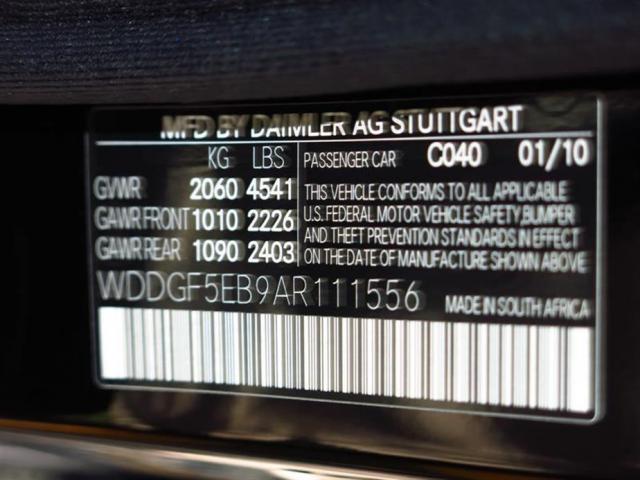 MFD BY DAIMLER AG STUTTGART
KG LBS
GVWR 2060 4541
GAWR FRONT 1010 2226
GAWR REAR 1090 2403
PASSENGER CAR C040 01/10
THIS VEHICLE CONFORMS TO ALL APPLICABLE
U.S. FEDERAL MOTOR VEHICLE SAFETY, BUMPER
AND THEFT PREVENTION STANDARDS IN EFFECT
ON THE DATE OF MANUFACTURE SHOWN ABOVE
WDDGF5EB9AR111556
MADE IN SOUTH AFRICA